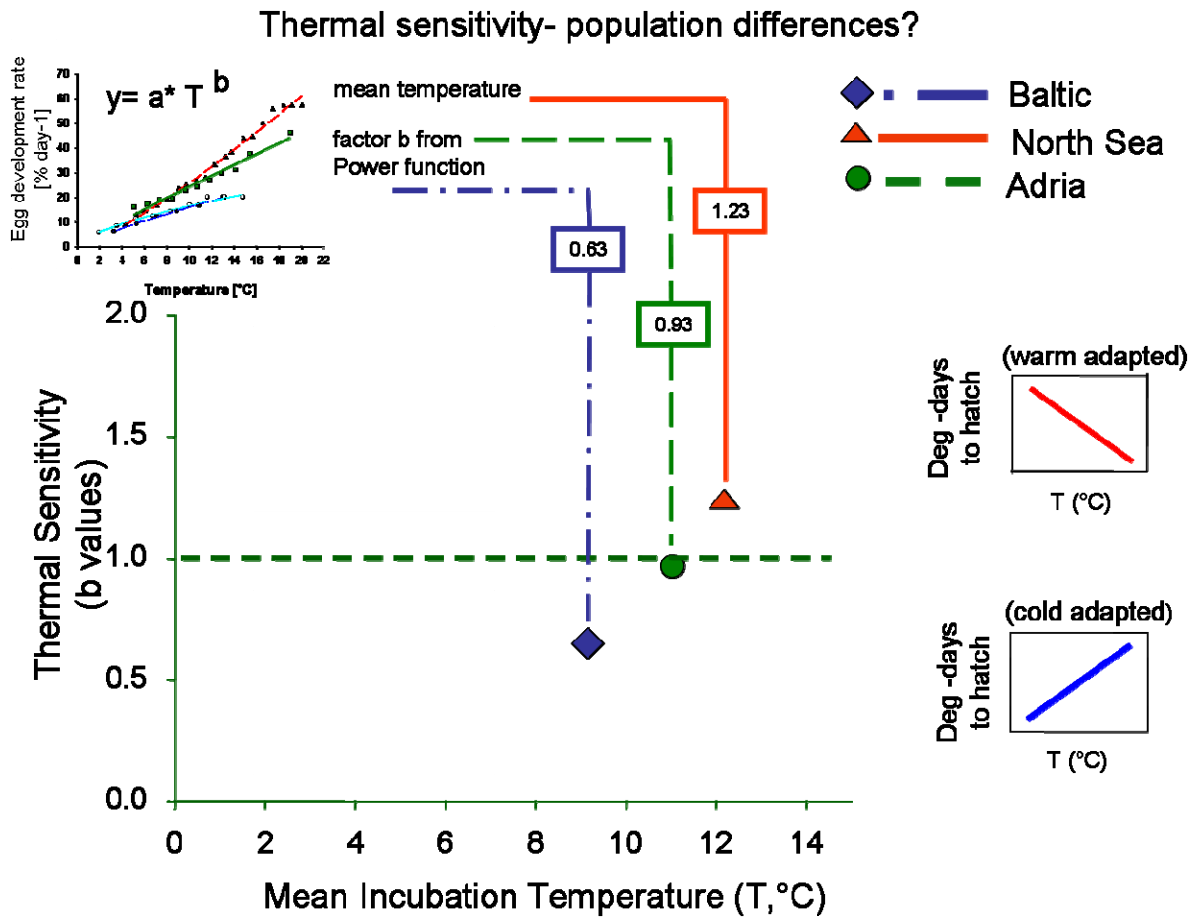 Thermal sensitivity- population differences?
y= a* T b
Egg development rate
[% day-1]
70
60
50
40
30
20
10
0
0 2 4 6 8 10 12 14 16 18 20 22
Temperature [°C]
mean temperature
factor b from
Power function
Baltic
North Sea
Adria
0.63
1.23
0.93
Thermal Sensitivity
(b values)
2.0
1.5
1.0
0.5
0.0
0 2 4 6 8 10 12 14
Mean Incubation Temperature (T,°C)
(warm adapted)
Deg -days
to hatch
T (°C)
(cold adapted)
Deg -days
to hatch
T (°C)